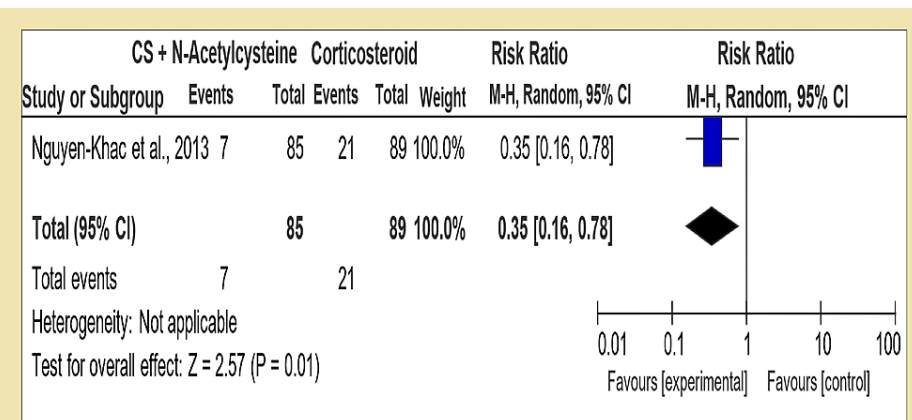 CS + N-Acetylcysteine Corticosteroid Risk Ratio Risk Ratio
Study or Subgroup Events Total Events Total Weight M-H, Random, 95% CI M-H, Random, 95% CI
Nguyen-Khac et al., 2013 7 85 21 89 100.0% 0.35 [0.16, 0.78]
Total (95% CI) 85 89 100.0% 0.35 [0.16, 0.78]
Total events 7 21
Heterogeneity: Not applicable
Test for overall effect: Z = 2.57 (P = 0.01)
0.01 0.1 1 10 100
Favours [experimental] Favours [control]